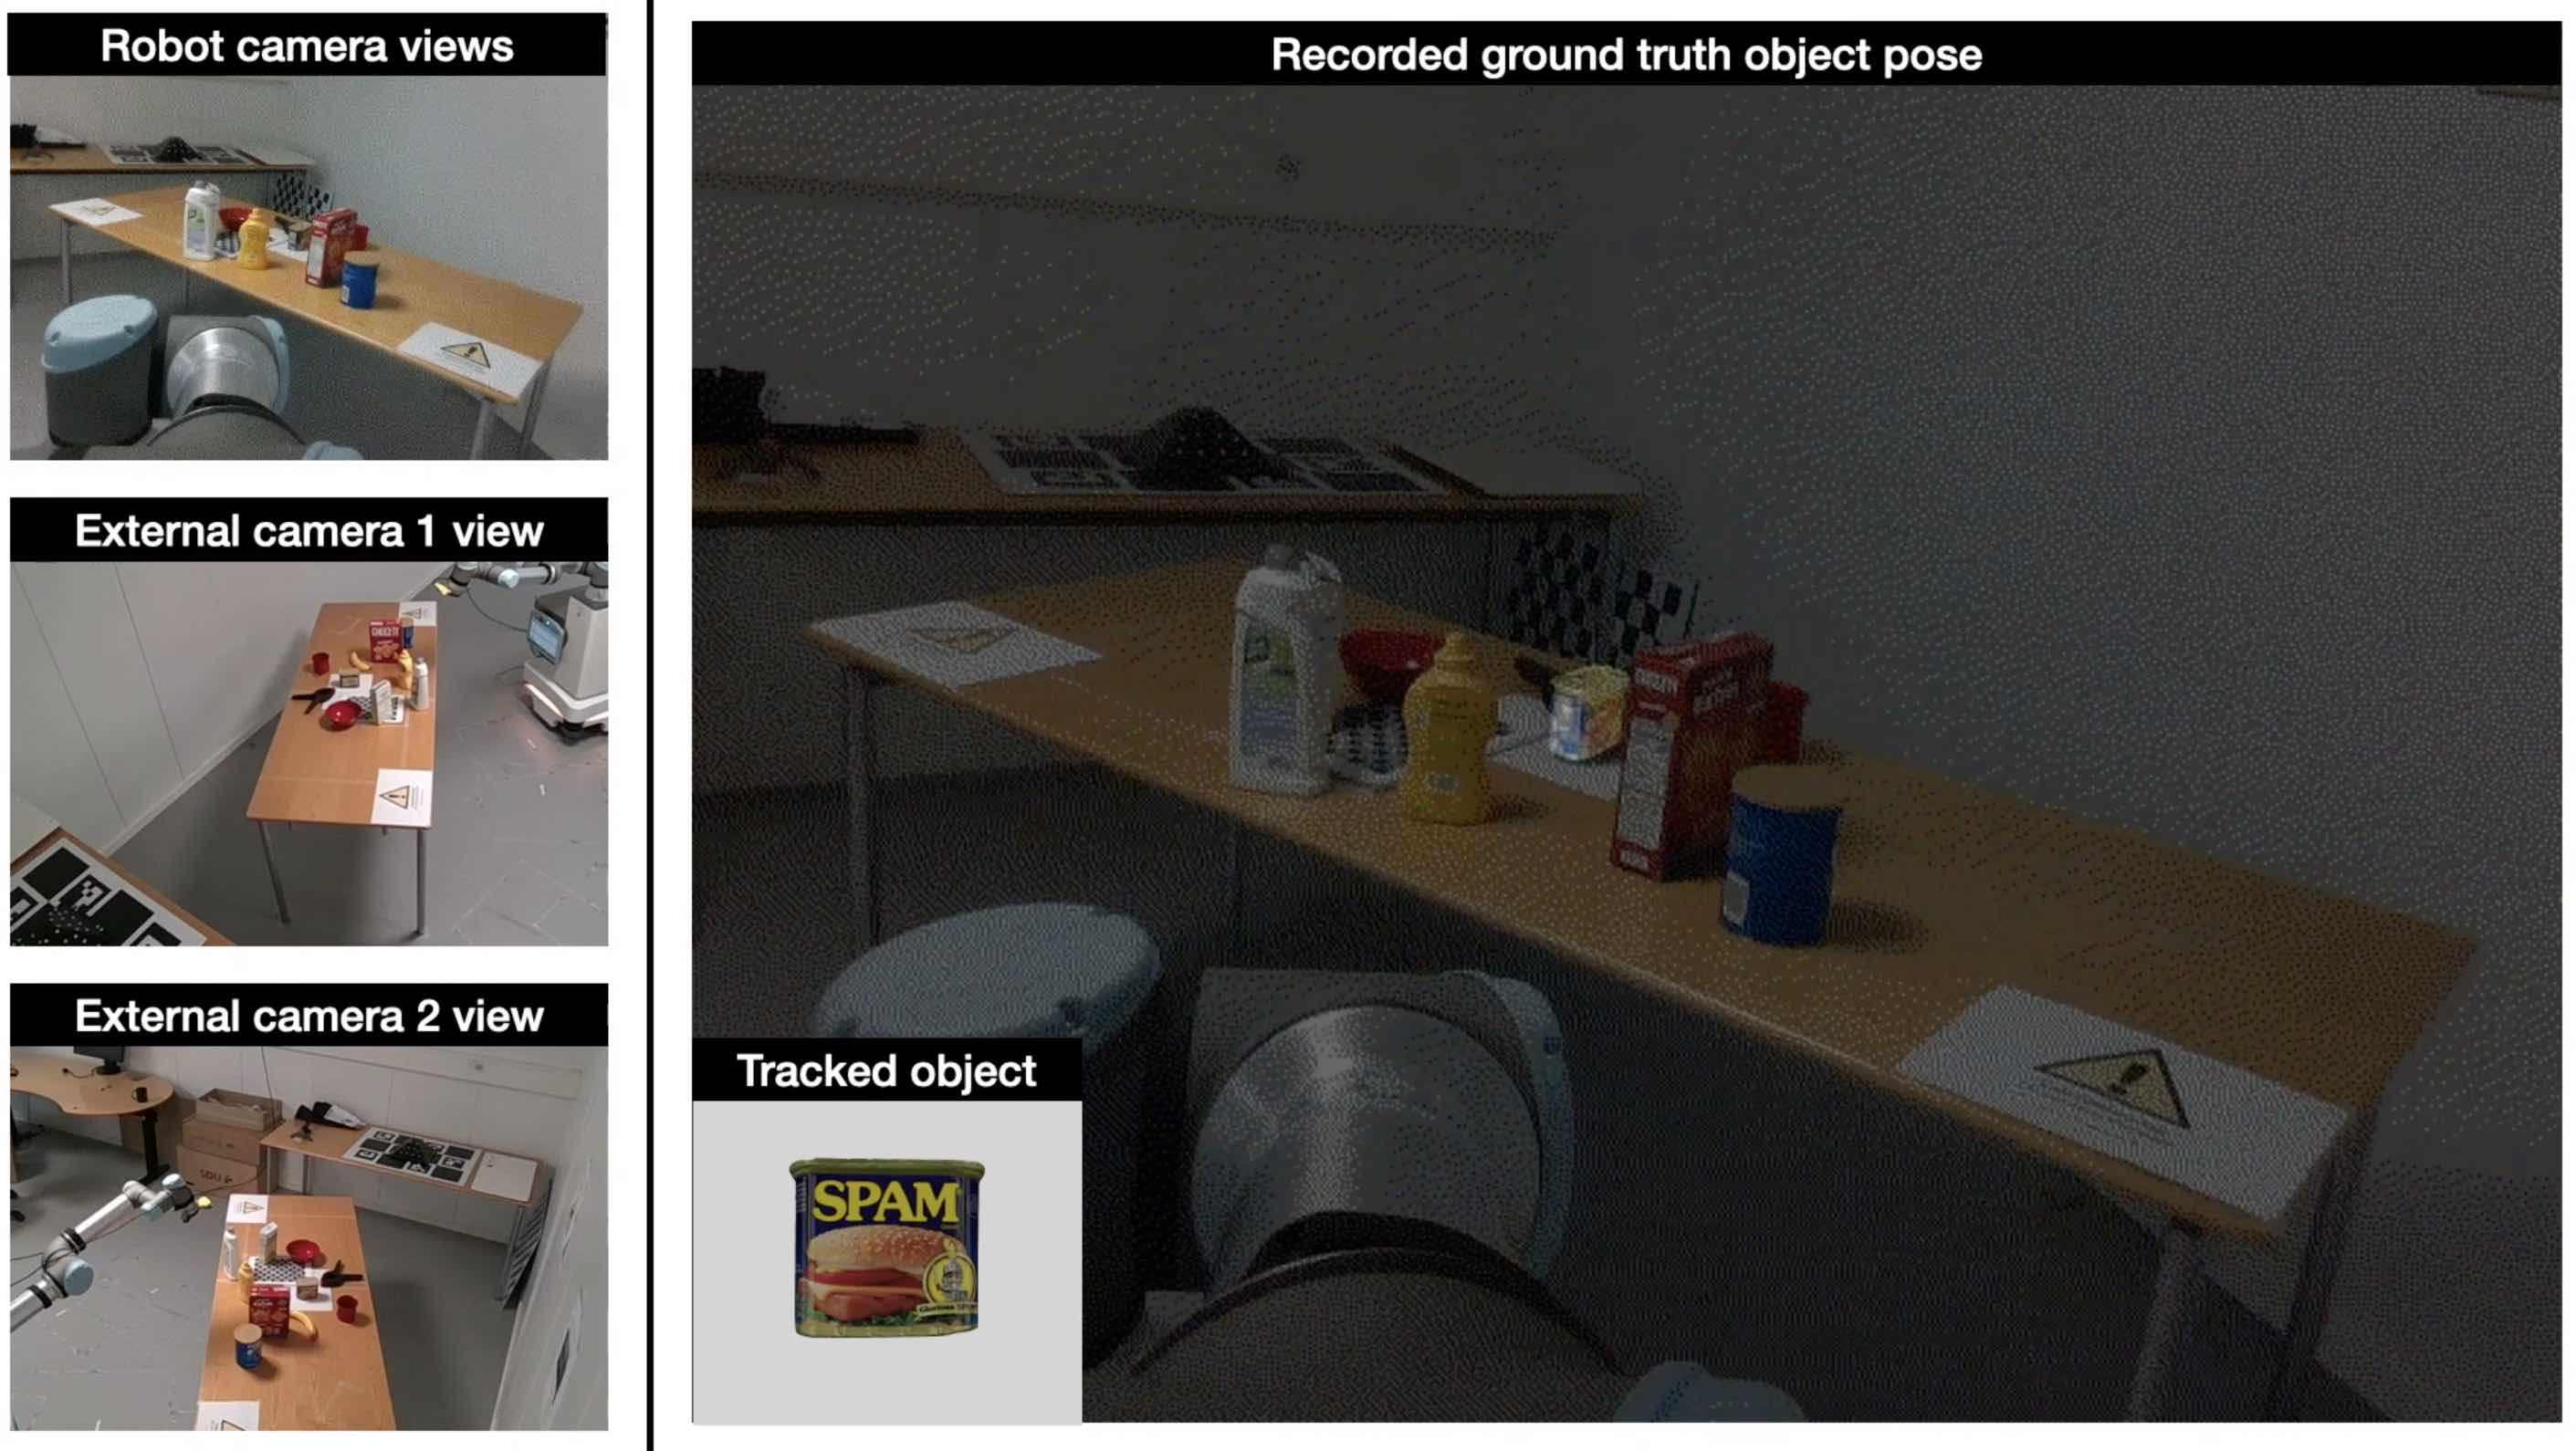 Robot camera views
External camera 1 view
External camera 2 view
SDU
Recorded ground truth object pose
Tracked object
SPAM